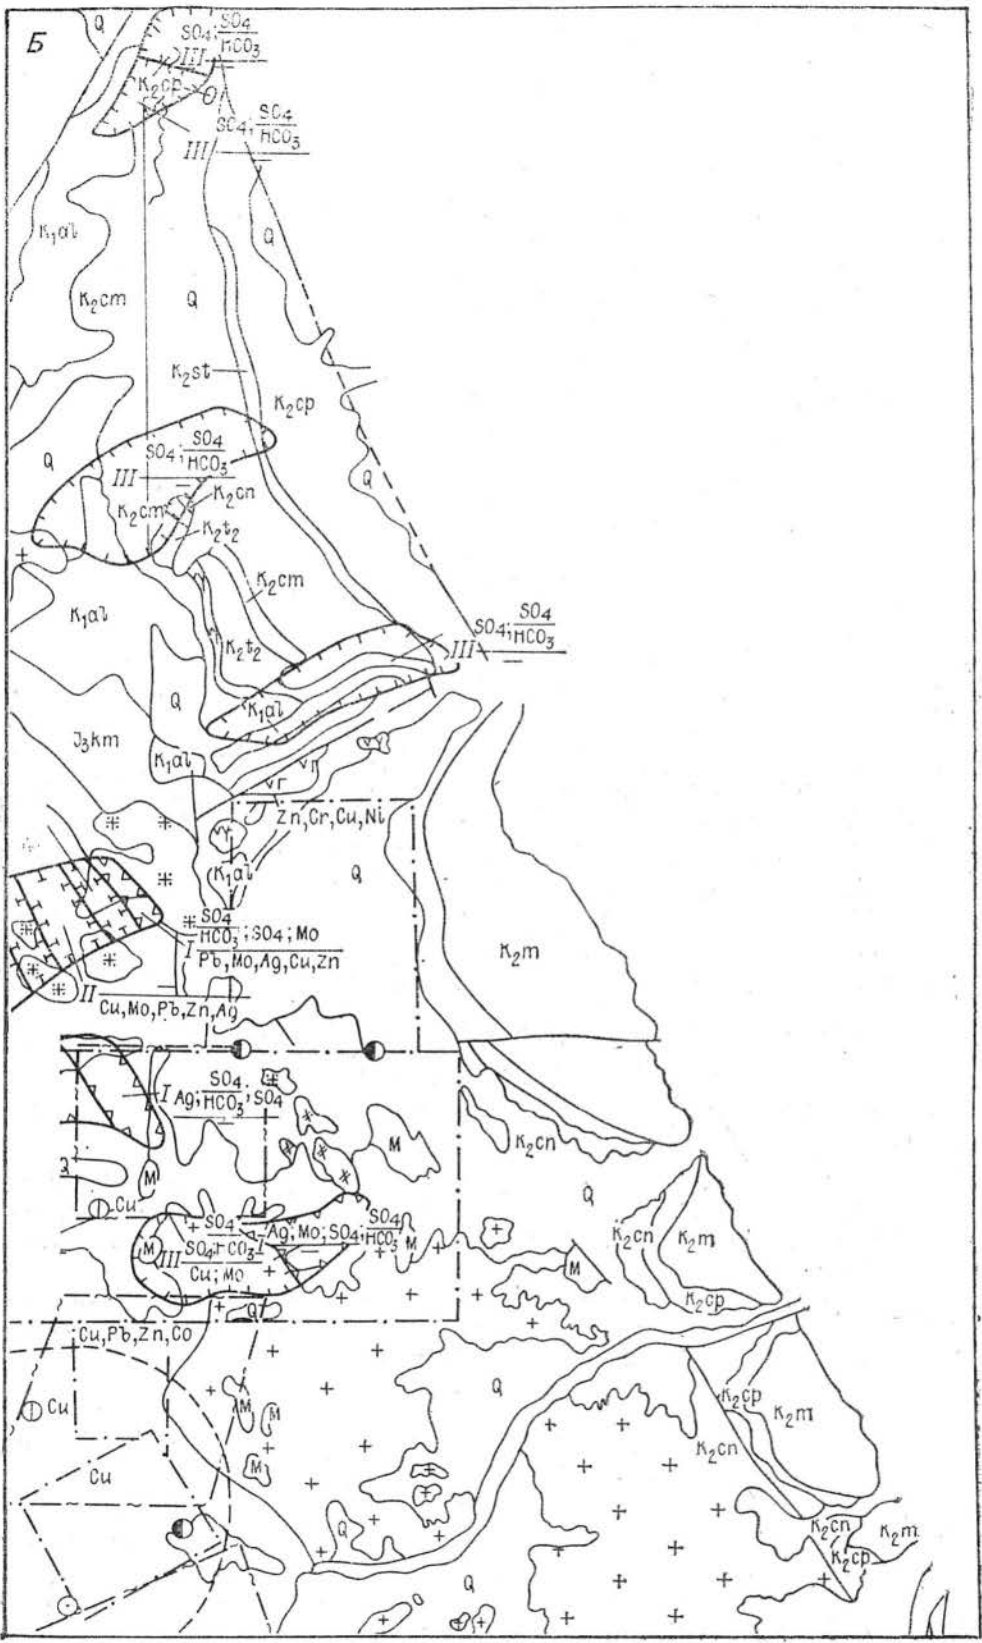 Б
Q
SO4; SO4
HCO3
III
K2cp
SO4; SO4
HCO3
III
K1al
Q
K2cm
Q
K2st
K2cp
Q
SO4; SO4
HCO3
III
Q
K2cn
K2cm
K2t2
K2cm
K1al
SO4; SO4
HCO3
III
K2t2
Q
K1al
J3km
K1al
Zn,Cr,Cu,Ni
K1al
Q
SO4
HCO3; SO4; Mo
I
Pb,Mo,Ag,Cu,Zn
K2m
II
Cu,Mo,Pb,Zn,Ag
I Ag; SO4
HCO3; SO4
M
K2cn
M
Cu
Q
SO4
I Ag; Mo; SO4; SO4
HCO3
M
M
III SO4; HCO3
Cu; Mo
M
K2cn
K2m
K2cp
Q
Cu,Pb,Zn,Co
Q
Cu
M
M
K2cp
K2m
K2cn
M
Cu
Q
K2cn
K2m
K2cp
Q